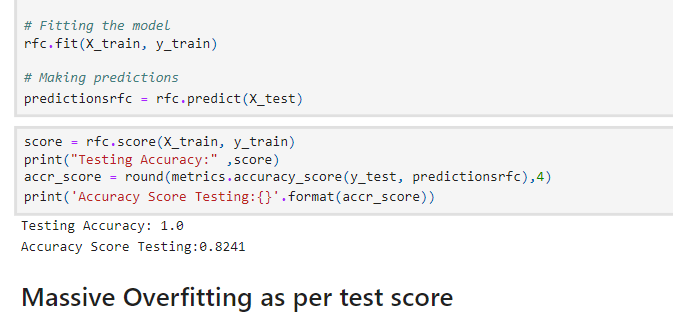 # Fitting the model
rfc.fit(X_train, y_train)
# Making predictions
predictionsrfc = rfc.predict(X_test)
score = rfc.score(X_train, y_train)
print("Testing Accuracy:" ,score)
accr_score = round(metrics.accuracy_score(y_test, predictionsrfc),4)
print('Accuracy Score Testing:{}'.format(accr_score))
Testing Accuracy: 1.0
Accuracy Score Testing:0.8241
Massive Overfitting as per test score